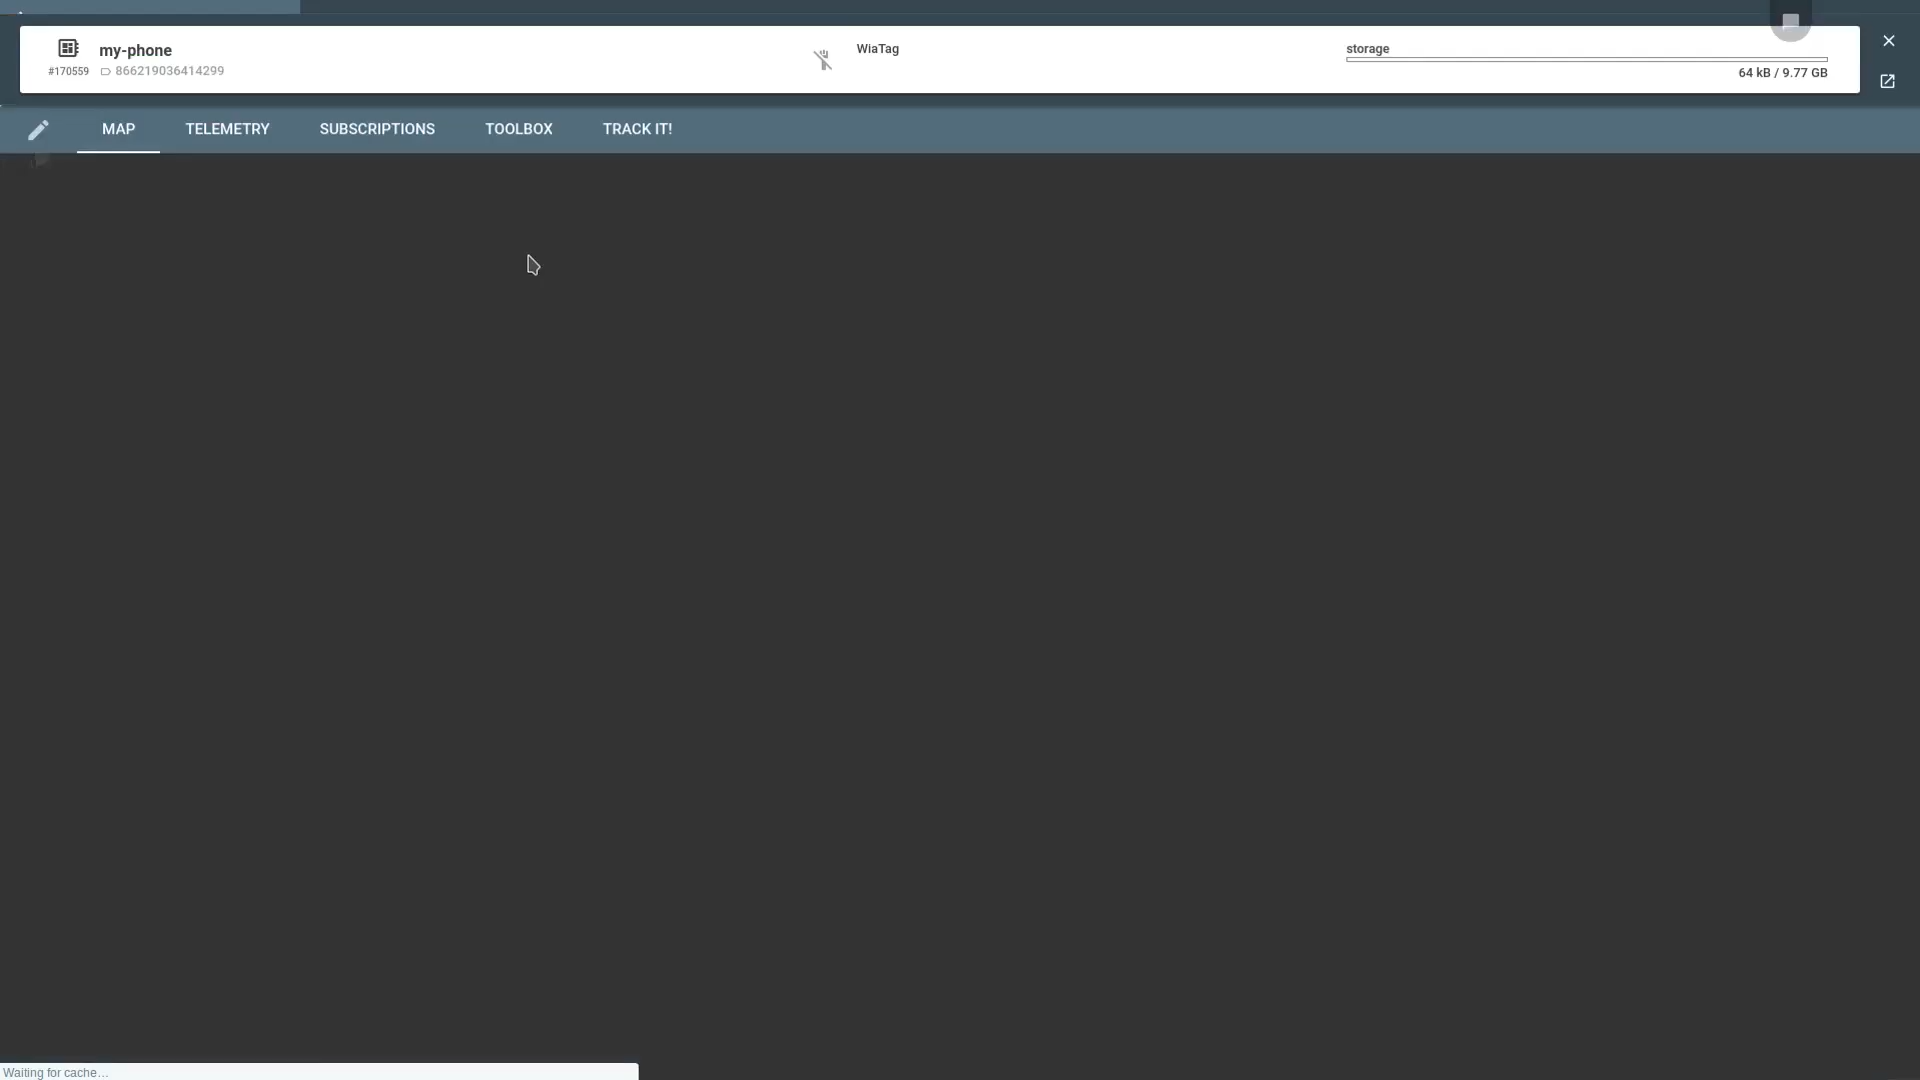 my-phone
#170559
866219036414299
WiaTag
storage
64 kB / 9.77 GB
MAP
TELEMETRY
SUBSCRIPTIONS
TOOLBOX
TRACK IT!
Waiting for cache...